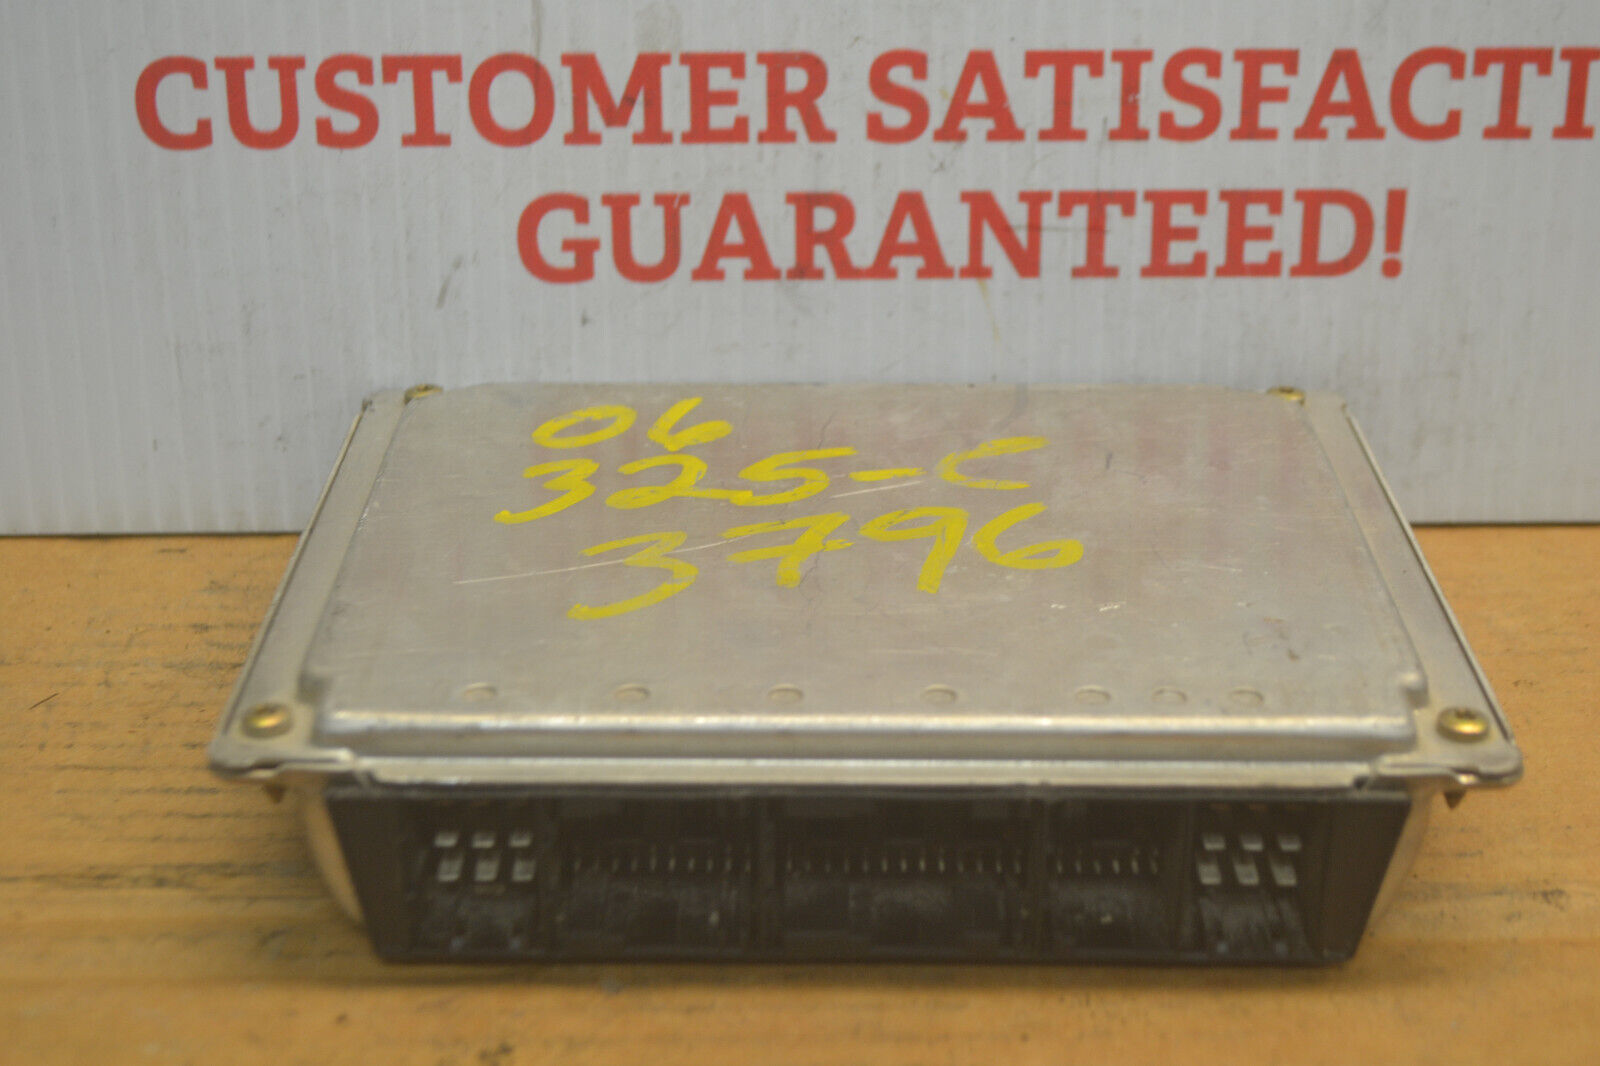 CUSTOMER SATISFACTI
GUARANTEED!
06
325-C
3796